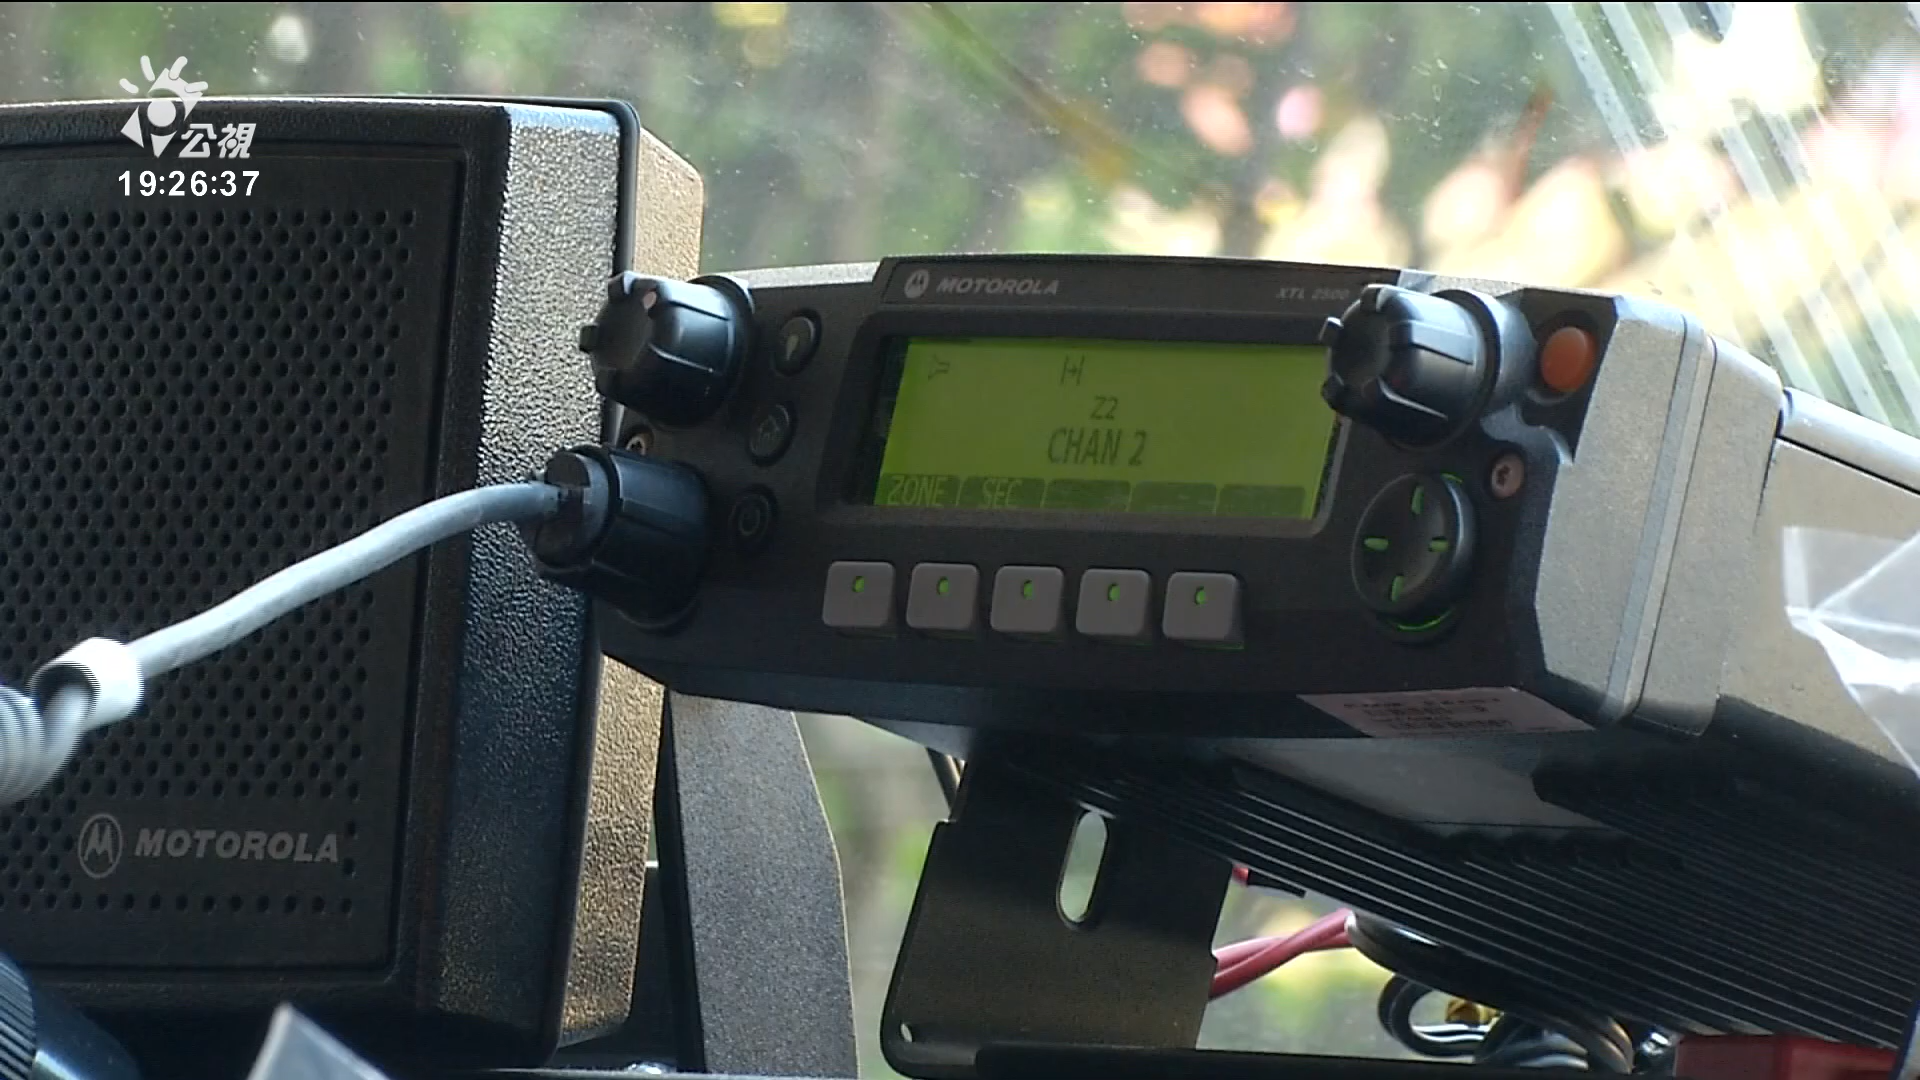 公視
19:26:37
MOTOROLA
XTL 2500
Z2
CHAN 2
ZONE SEC
MOTOROLA